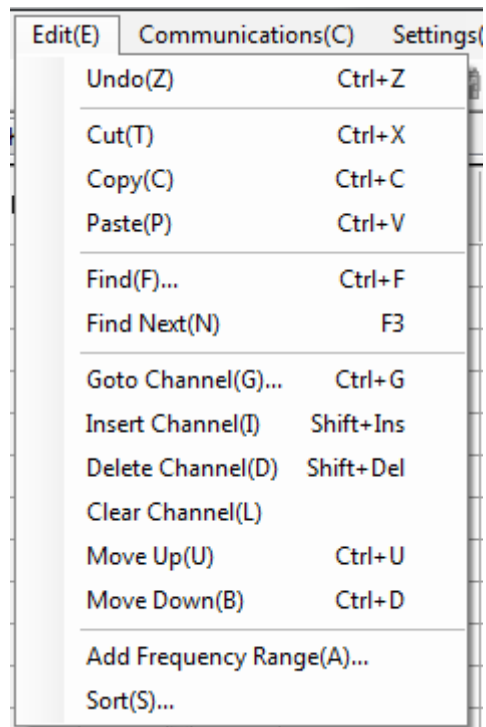 Edit(E) Communications(C) Settings(
Undo(Z) Ctrl+Z
Cut(T) Ctrl+X
Copy(C) Ctrl+C
Paste(P) Ctrl+V
Find(F)... Ctrl+F
Find Next(N) F3
Goto Channel(G)... Ctrl+G
Insert Channel(I) Shift+Ins
Delete Channel(D) Shift+Del
Clear Channel(L)
Move Up(U) Ctrl+U
Move Down(B) Ctrl+D
Add Frequency Range(A)...
Sort(S)...